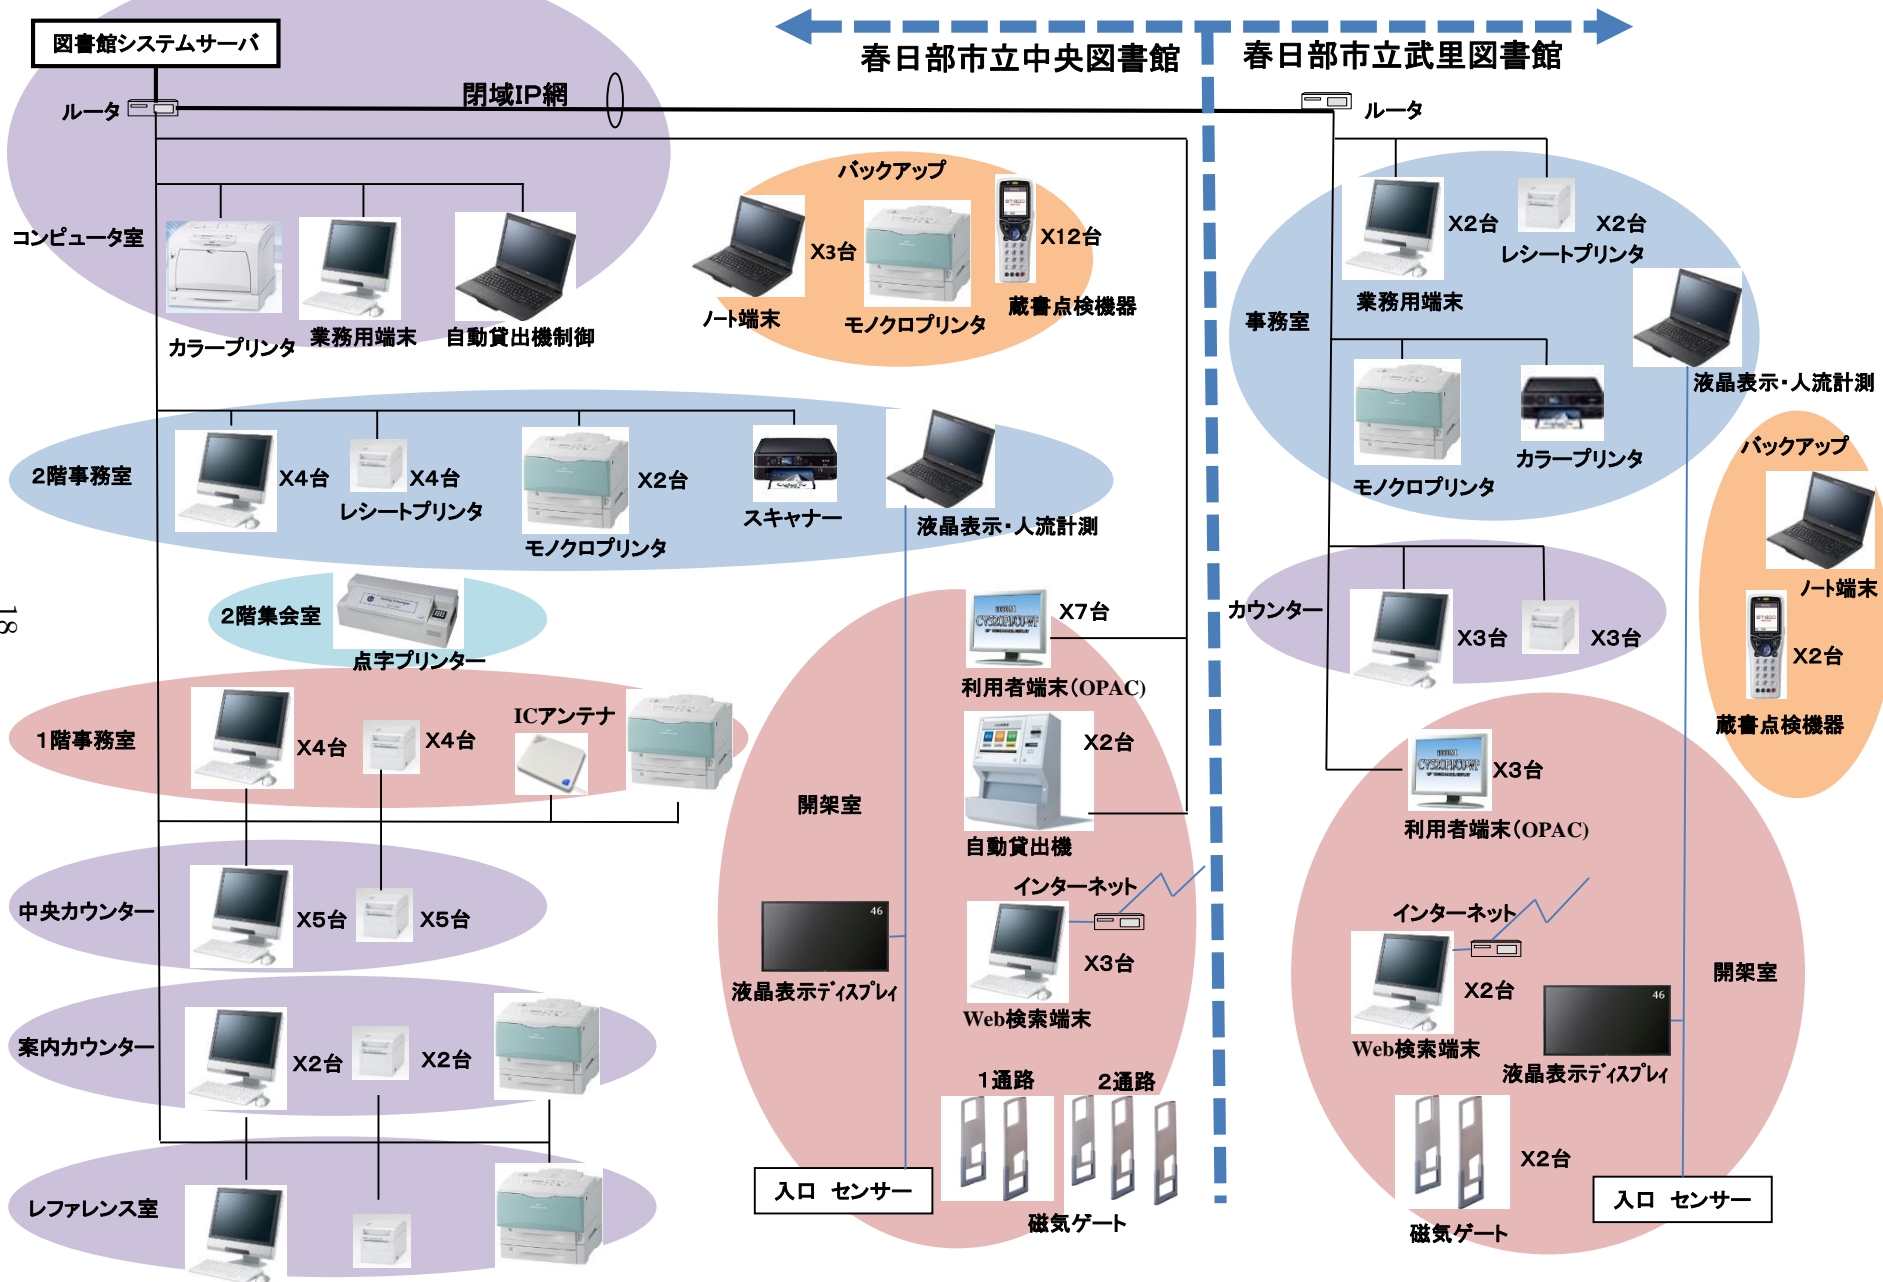 図書館システムサーバ
春日部市立中央図書館
春日部市立武里図書館
閉域IP網
ルータ
ルータ
コンピュータ室
カラープリンタ
業務用端末
自動貸出機制御
バックアップ
X3台
X12台
ノート端末
モノクロプリンタ
蔵書点検機器
2階事務室
X4台
X4台
レシートプリンタ
X2台
モノクロプリンタ
スキャナー
液晶表示・人流計測
2階集会室
点字プリンター
1階事務室
X4台
X4台
ICアンテナ
中央カウンター
X5台
X5台
案内カウンター
X2台
X2台
レファレンス室
18
開架室
X7台
利用者端末(OPAC)
X2台
自動貸出機
インターネット
46
液晶表示ディスプレイ
X3台
Web検索端末
1通路
2通路
入口 センサー
磁気ゲート
事務室
X2台
X2台
レシートプリンタ
業務用端末
液晶表示・人流計測
モノクロプリンタ
カラープリンタ
バックアップ
ノート端末
X2台
蔵書点検機器
カウンター
X3台
X3台
X3台
利用者端末(OPAC)
インターネット
X2台
Web検索端末
開架室
46
液晶表示ディスプレイ
X2台
磁気ゲート
入口 センサー